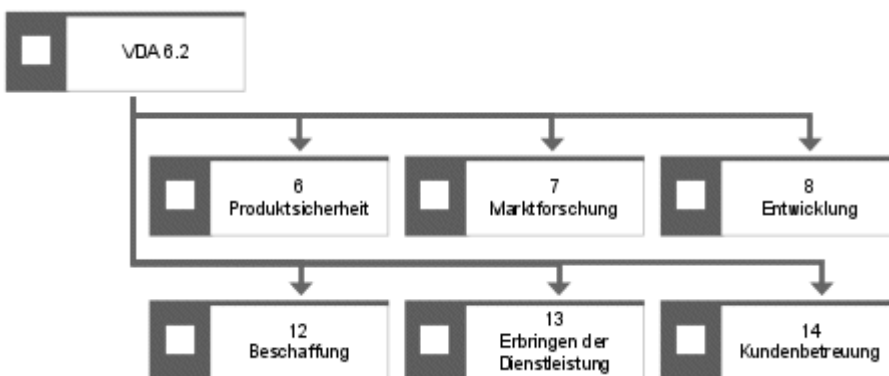 VDA 6.2
6
Produktsicherheit
7
Marktforschung
8
Entwicklung
12
Beschaffung
13
Erbringen der
Dienstleistung
14
Kundenbetreuung